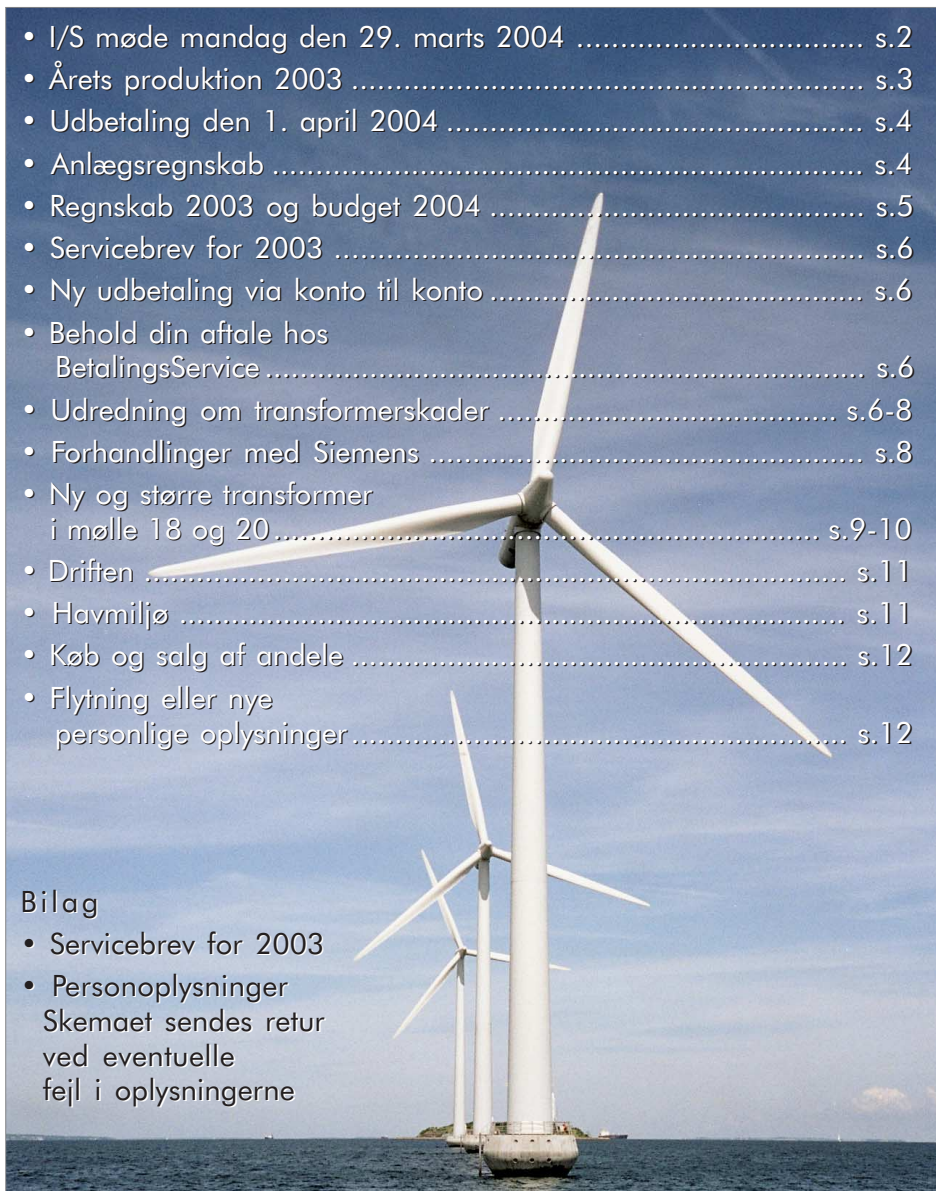 • I/S møde mandag den 29. marts 2004 ................................ s.2
• Årets produktion 2003 ......................................................... s.3
• Udbetaling den 1. april 2004 .............................................. s.4
• Anlægsregnskab ................................................................. s.4
• Regnskab 2003 og budget 2004 ......................................... s.5
• Servicebrev for 2003 .......................................................... s.6
• Ny udbetaling via konto til konto ......................................... s.6
• Behold din aftale hos
BetalingsService .................................................................. s.6
• Udredning om transformerskader ..................................... s.6-8
• Forhandlinger med Siemens ................................................ s.8
• Ny og større transformer
i mølle 18 og 20 ............................................................. s.9-10
• Driften .............................................................................. s.11
• Havmiljø .......................................................................... s.11
• Køb og salg af andele ...................................................... s.12
• Flytning eller nye
personlige oplysninger ...................................................... s.12
Bilag
• Servicebrev for 2003
• Personoplysninger
Skemaet sendes retur
ved eventuelle
fejl i oplysningerne